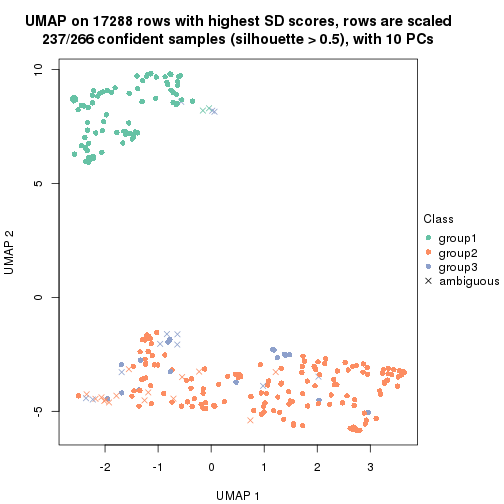 UMAP on 17288 rows with highest SD scores, rows are scaled
237/266 confident samples (silhouette > 0.5), with 10 PCs
10
5
0
-5
UMAP 2
-2
-1
0
1
2
3
UMAP 1
Class
group1
group2
group3
ambiguous